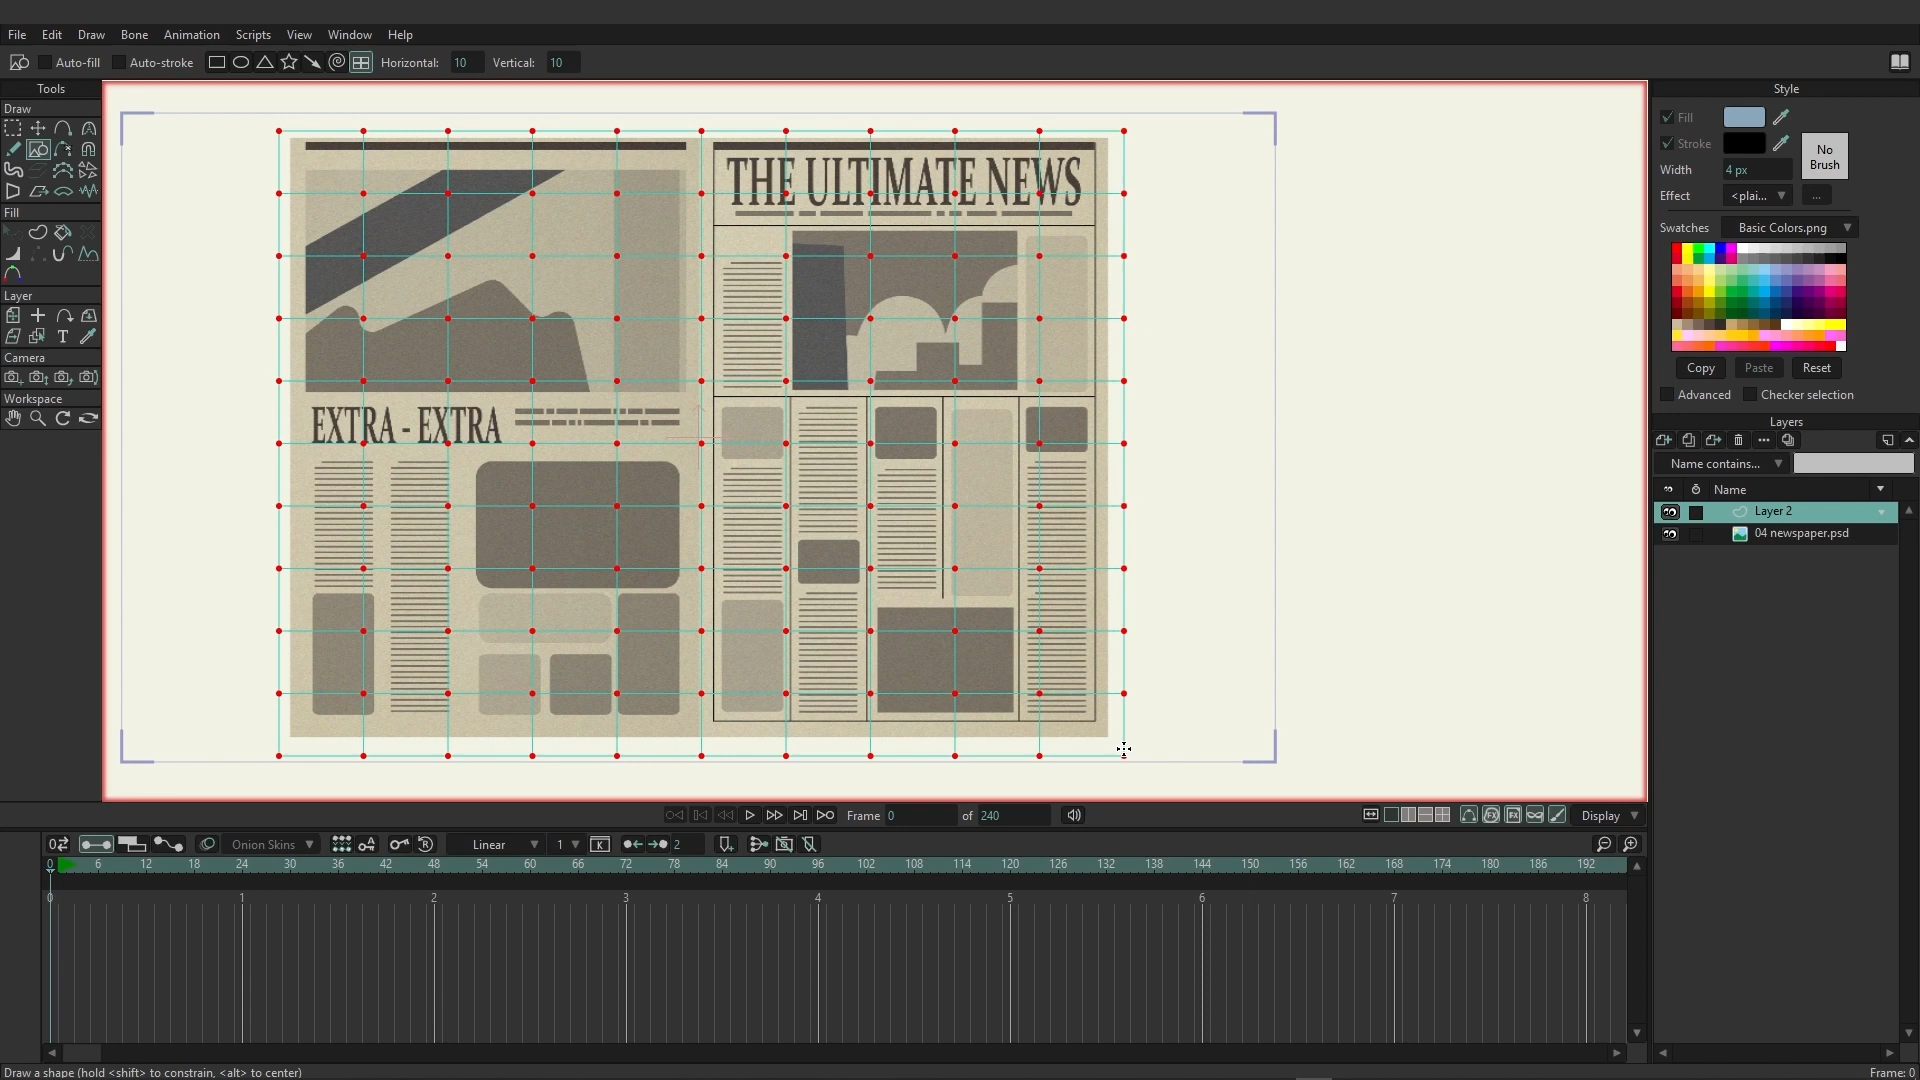 File Edit Draw Bone Animation Scripts View Window Help
Auto-fill Auto-stroke Horizontal: 10 Vertical: 10
Tools
Draw
Fill
Layer
Camera
Workspace
THE ULTIMATE NEWS
EXTRA - EXTRA
Style
Fill
Stroke
No Brush
Width 4 px
Effect <plai... ...
Swatches Basic Colors.png
Copy Paste Reset
Advanced Checker selection
Layers
Name contains...
Name
Layer 2
04 newspaper.psd
Frame 0 of 240 Display
Onion Skins Linear 1 2
0 6 12 18 24 30 36 42 48 54 60 66 72 78 84 90 96 102 108 114 120 126 132 138 144 150 156 162 168 174 180 186 192
0 1 2 3 4 5 6 7 8
Draw a shape (hold <shift> to constrain, <alt> to center) Frame: 0